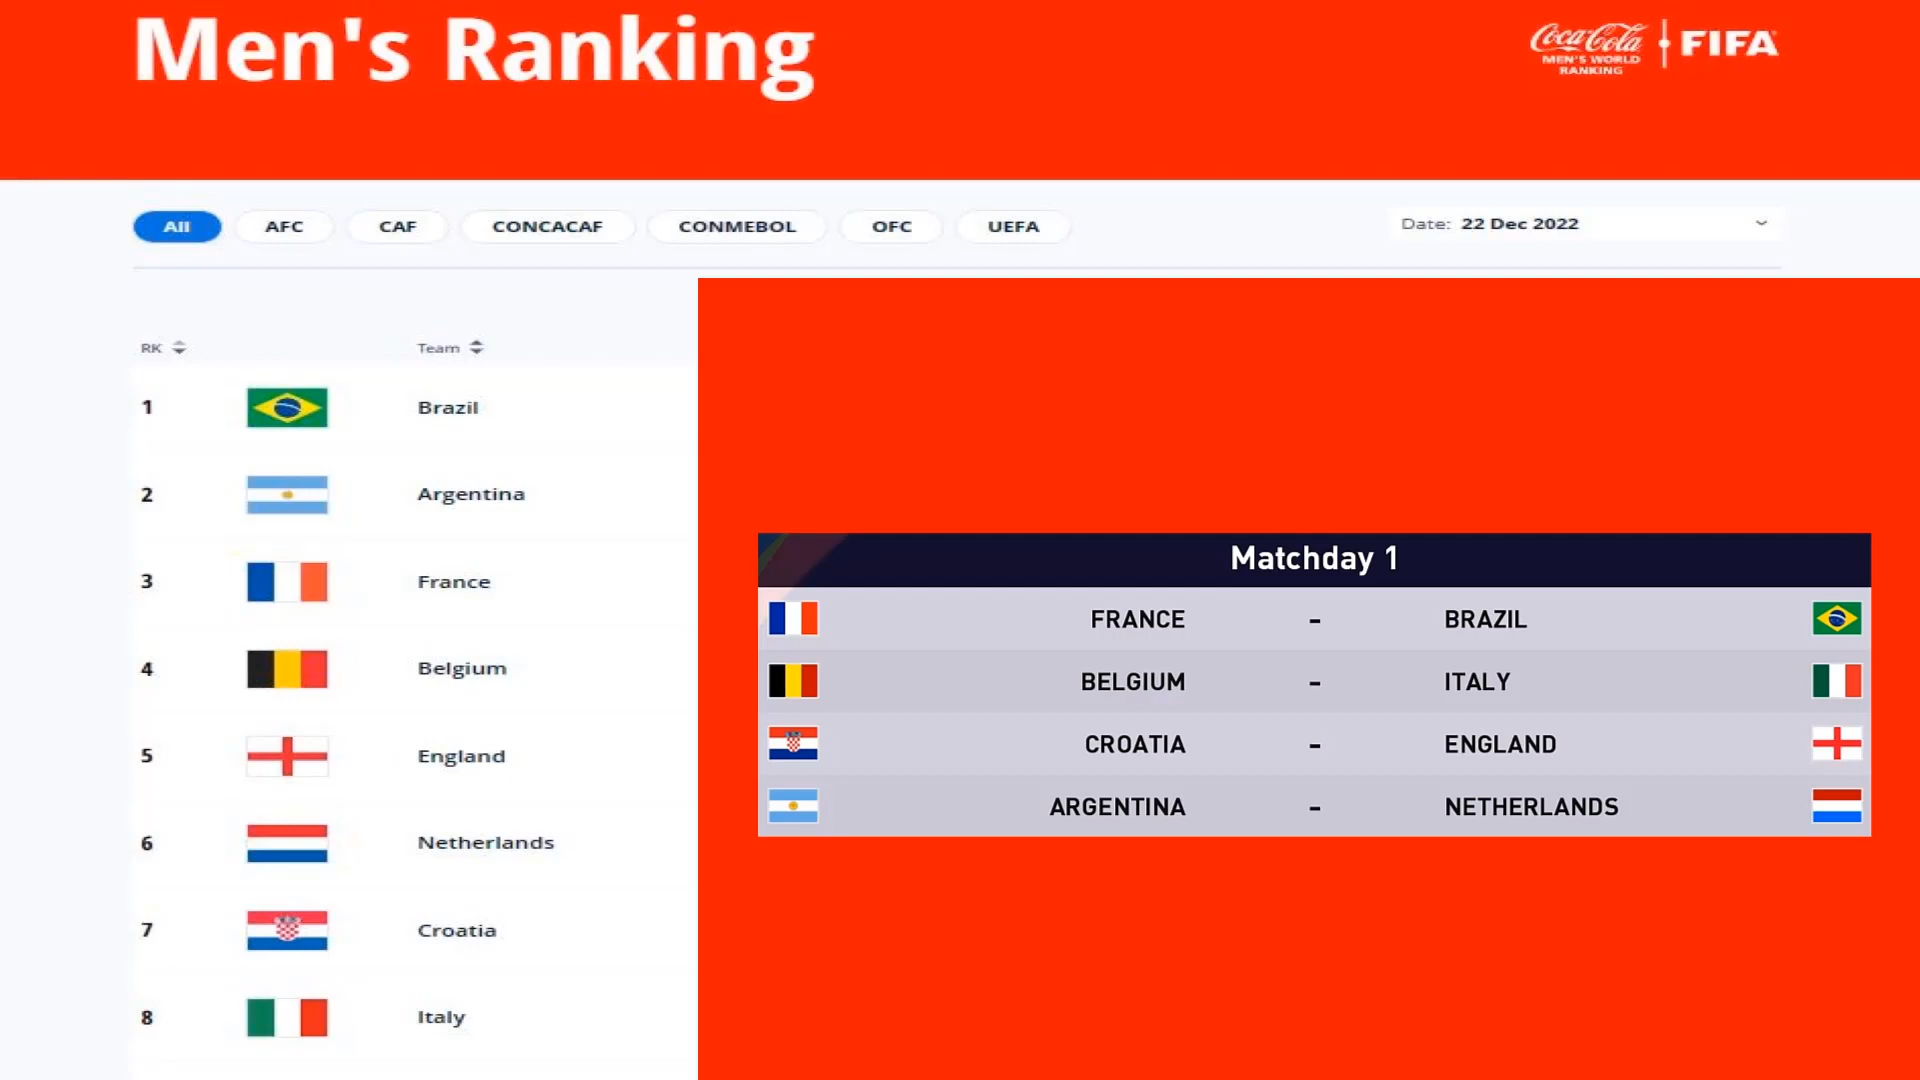 Men's Ranking
Coca-Cola
MEN'S WORLD
RANKING
FIFA
All
AFC
CAF
CONCACAF
CONMEBOL
OFC
UEFA
Date: 22 Dec 2022
RK
Team
1 Brazil
2 Argentina
3 France
4 Belgium
5 England
6 Netherlands
7 Croatia
8 Italy
Matchday 1
FRANCE - BRAZIL
BELGIUM - ITALY
CROATIA - ENGLAND
ARGENTINA - NETHERLANDS